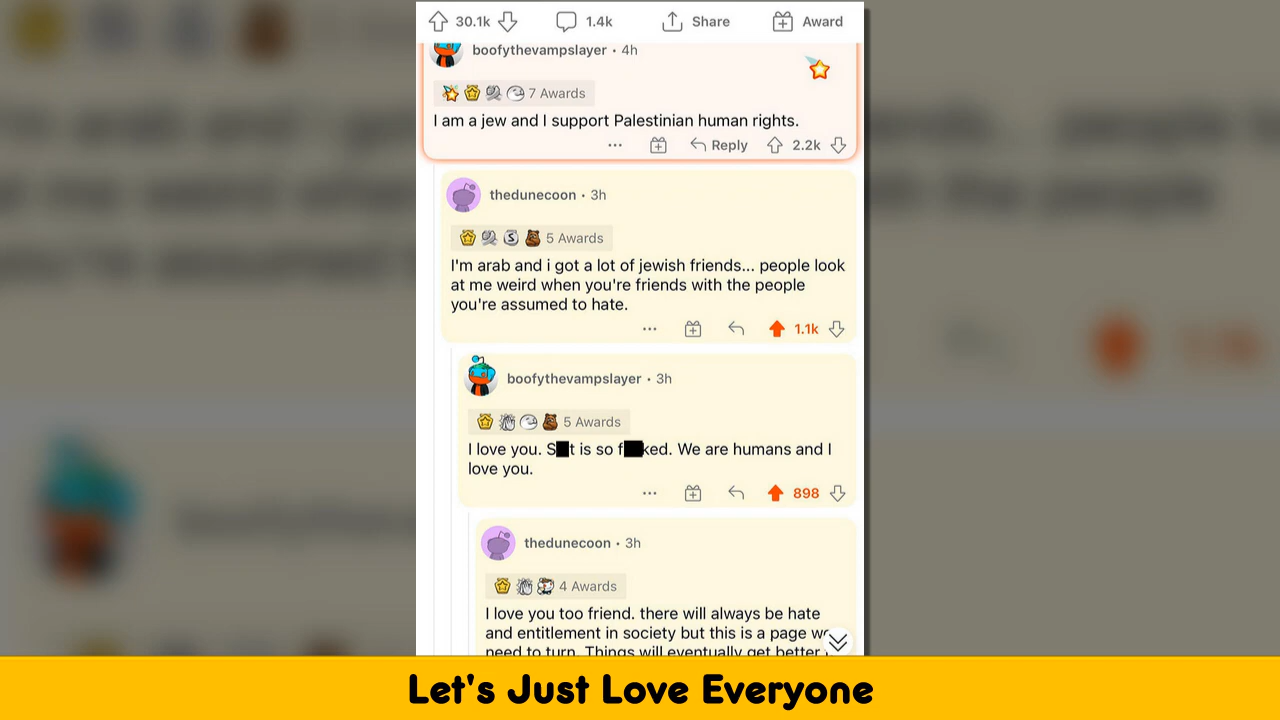 30.1k 1.4k Share Award
boofythevampslayer • 4h
7 Awards
I am a jew and I support Palestinian human rights.
... Reply 2.2k
thedunecoon • 3h
S 5 Awards
I'm arab and i got a lot of jewish friends... people look
at me weird when you're friends with the people
you're assumed to hate.
... 1.1k
boofythevampslayer • 3h
5 Awards
I love you. S t is so f ked. We are humans and I
love you.
... 898
thedunecoon • 3h
4 Awards
I love you too friend. there will always be hate
and entitlement in society but this is a page we
need to turn. Things will eventually get better
Let's Just Love Everyone